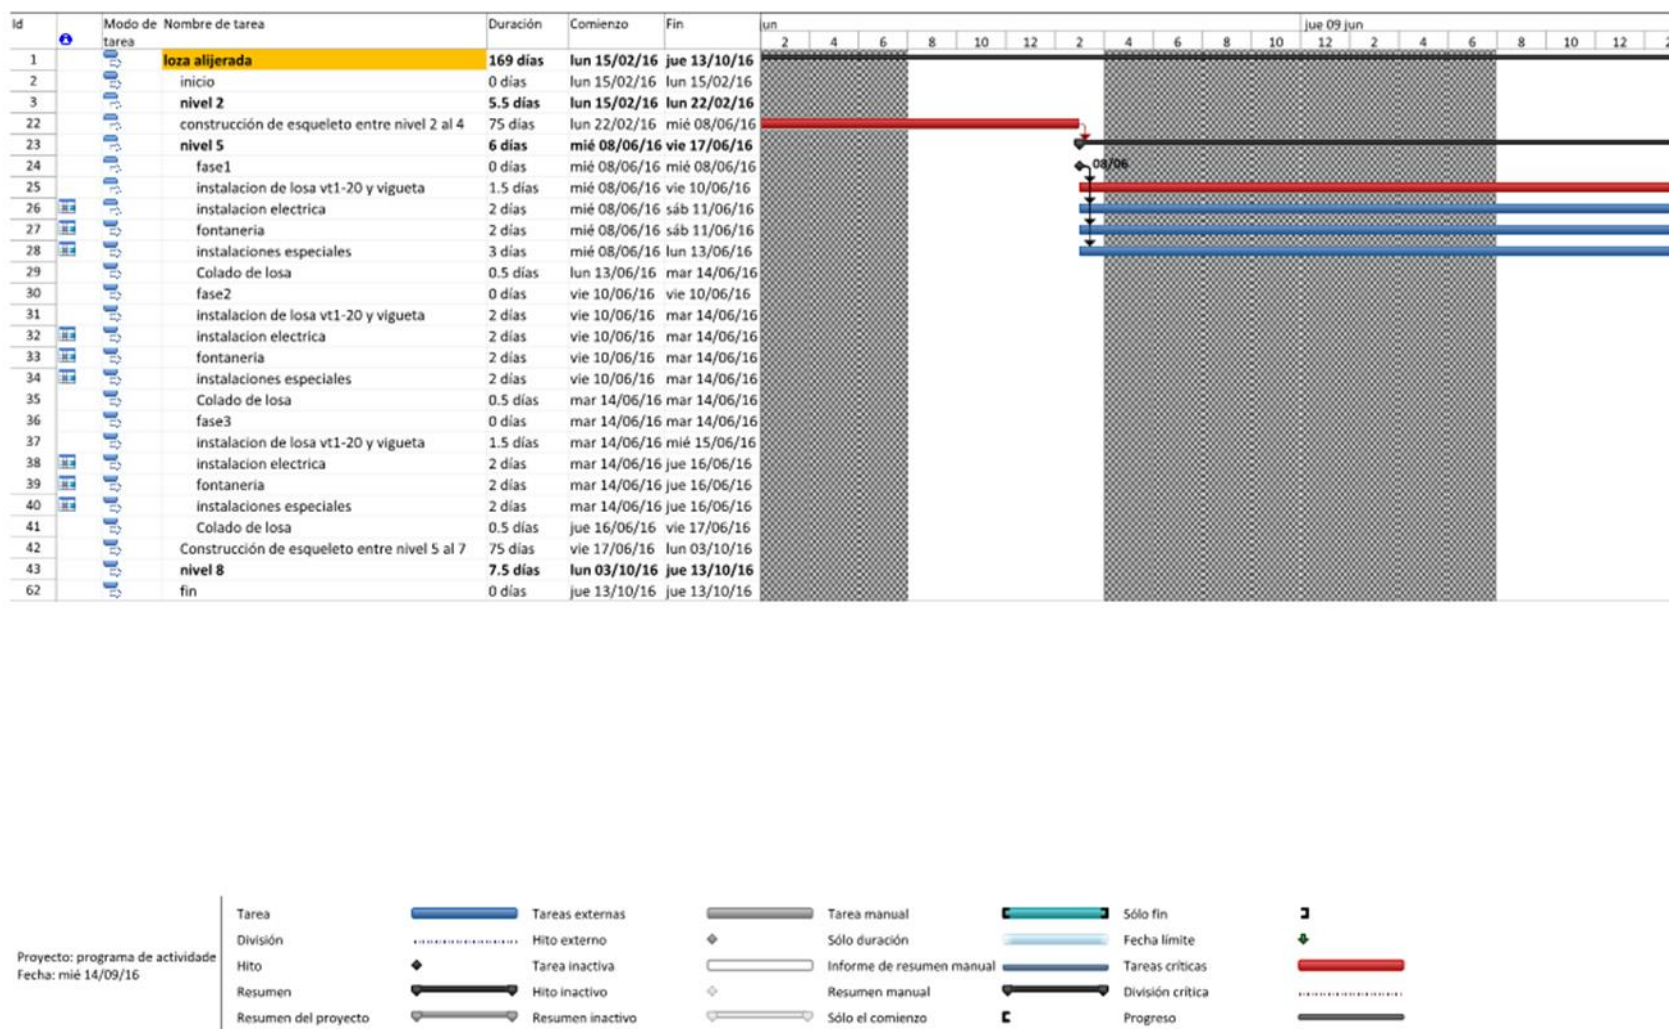 Id Modo de tarea Nombre de tarea Duración Comienzo Fin jun jue 09 jun
2 4 6 8 10 12 2 4 6 8 10 12 2 4 6 8 10 12 2
1 loza alijerada 169 días lun 15/02/16 jue 13/10/16
2 inicio 0 días lun 15/02/16 lun 15/02/16
3 nivel 2 5.5 días lun 15/02/16 lun 22/02/16
22 construcción de esqueleto entre nivel 2 al 4 75 días lun 22/02/16 mié 08/06/16
23 nivel 5 6 días mié 08/06/16 vie 17/06/16
24 fase1 0 días mié 08/06/16 mié 08/06/16 08/06
25 instalacion de losa vt1-20 y vigueta 1.5 días mié 08/06/16 vie 10/06/16
26 instalacion electrica 2 días mié 08/06/16 sáb 11/06/16
27 fontaneria 2 días mié 08/06/16 sáb 11/06/16
28 instalaciones especiales 3 días mié 08/06/16 lun 13/06/16
29 Colado de losa 0.5 días lun 13/06/16 mar 14/06/16
30 fase2 0 días vie 10/06/16 vie 10/06/16
31 instalacion de losa vt1-20 y vigueta 2 días vie 10/06/16 mar 14/06/16
32 instalacion electrica 2 días vie 10/06/16 mar 14/06/16
33 fontaneria 2 días vie 10/06/16 mar 14/06/16
34 instalaciones especiales 2 días vie 10/06/16 mar 14/06/16
35 Colado de losa 0.5 días mar 14/06/16 mar 14/06/16
36 fase3 0 días mar 14/06/16 mar 14/06/16
37 instalacion de losa vt1-20 y vigueta 1.5 días mar 14/06/16 mié 15/06/16
38 instalacion electrica 2 días mar 14/06/16 jue 16/06/16
39 fontaneria 2 días mar 14/06/16 jue 16/06/16
40 instalaciones especiales 2 días mar 14/06/16 jue 16/06/16
41 Colado de losa 0.5 días jue 16/06/16 vie 17/06/16
42 Construcción de esqueleto entre nivel 5 al 7 75 días vie 17/06/16 lun 03/10/16
43 nivel 8 7.5 días lun 03/10/16 jue 13/10/16
62 fin 0 días jue 13/10/16 jue 13/10/16
Proyecto: programa de actividade
Fecha: mié 14/09/16
Tarea Tareas externas Tarea manual Sólo fin
División Hito externo Sólo duración Fecha límite
Hito Tarea inactiva Informe de resumen manual Tareas críticas
Resumen Hito inactivo Resumen manual División crítica
Resumen del proyecto Resumen inactivo Sólo el comienzo Progreso